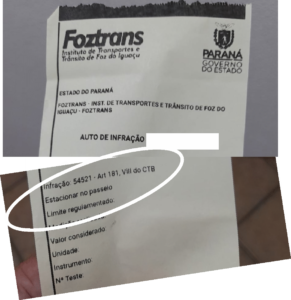 Foztrans
Instituto de Transportes e
Trânsito de Foz do Iguaçu
PARANÁ
GOVERNO
DO ESTADO
ESTADO DO PARANÁ
FOZTRANS - INST. DE TRANSPORTES E TRÂNSITO DE FOZ DO
IGUAÇU - FOZTRANS
AUTO DE INFRAÇÃO
Infração: 54521 - Art 181, VIII do CTB
Estacionar no passeio
Limite regulamentado:
Valor considerado:
Unidade:
Instrumento:
Nº Teste: